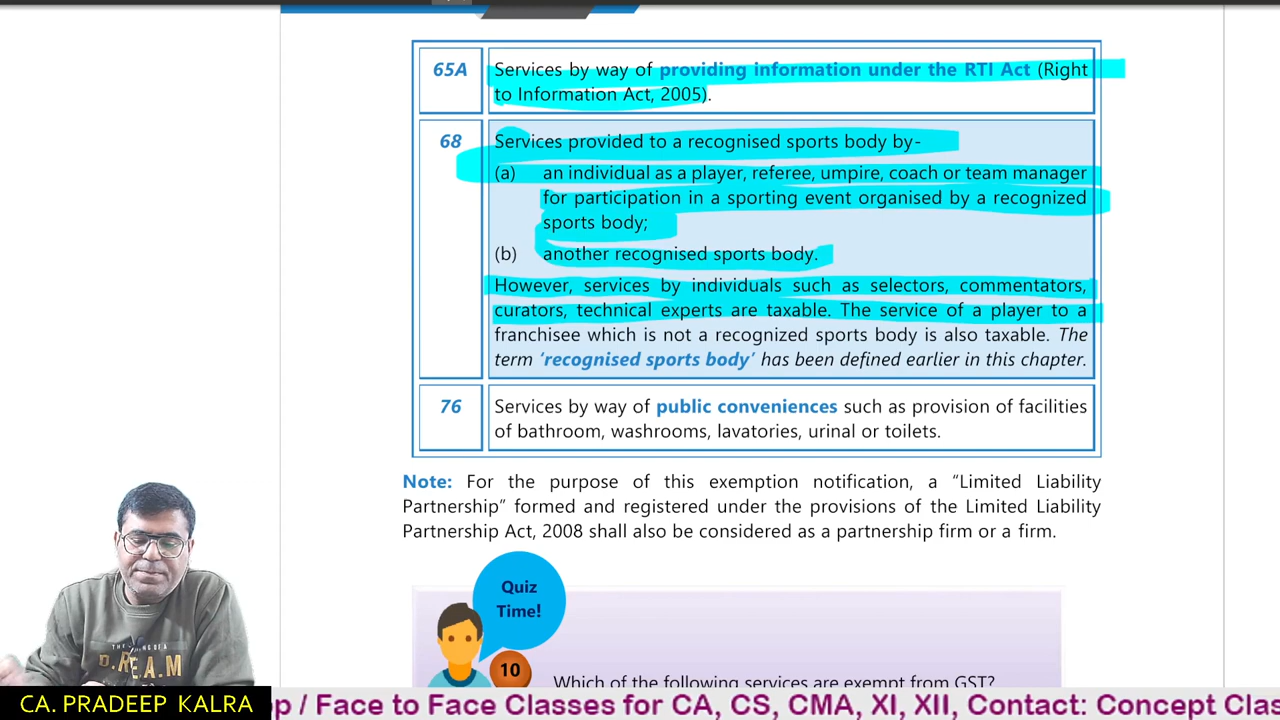 65A
Services by way of providing information under the RTI Act (Right
to Information Act, 2005).
68
Services provided to a recognised sports body by-
(a) an individual as a player, referee, umpire, coach or team manager
for participation in a sporting event organised by a recognized
sports body;
(b) another recognised sports body.
However, services by individuals such as selectors, commentators,
curators, technical experts are taxable. The service of a player to a
franchisee which is not a recognized sports body is also taxable. The
term ‘recognised sports body’ has been defined earlier in this chapter.
76
Services by way of public conveniences such as provision of facilities
of bathroom, washrooms, lavatories, urinal or toilets.
Note: For the purpose of this exemption notification, a “Limited Liability
Partnership” formed and registered under the provisions of the Limited Liability
Partnership Act, 2008 shall also be considered as a partnership firm or a firm.
Quiz
Time!
10
Which of the following services are exempt from GST?
D.R.E.A.M
CA. PRADEEP KALRA
p / Face to Face Classes for CA, CS, CMA, XI, XII, Contact: Concept Clas